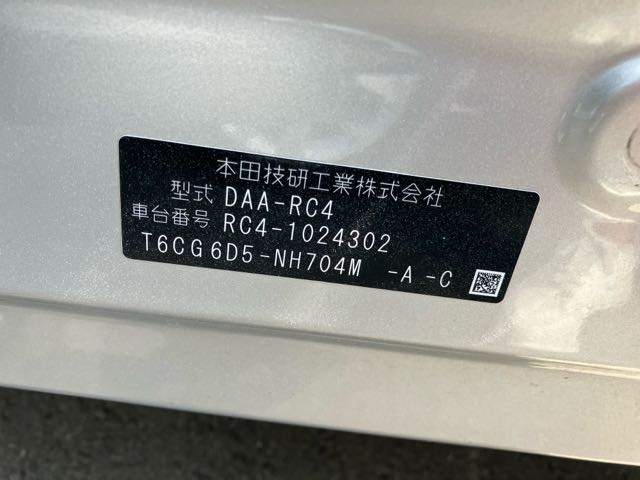 本田技研工業株式会社
型式 DAA-RC4
車台番号 RC4-1024302
T6CG6D5-NH704M -A-C